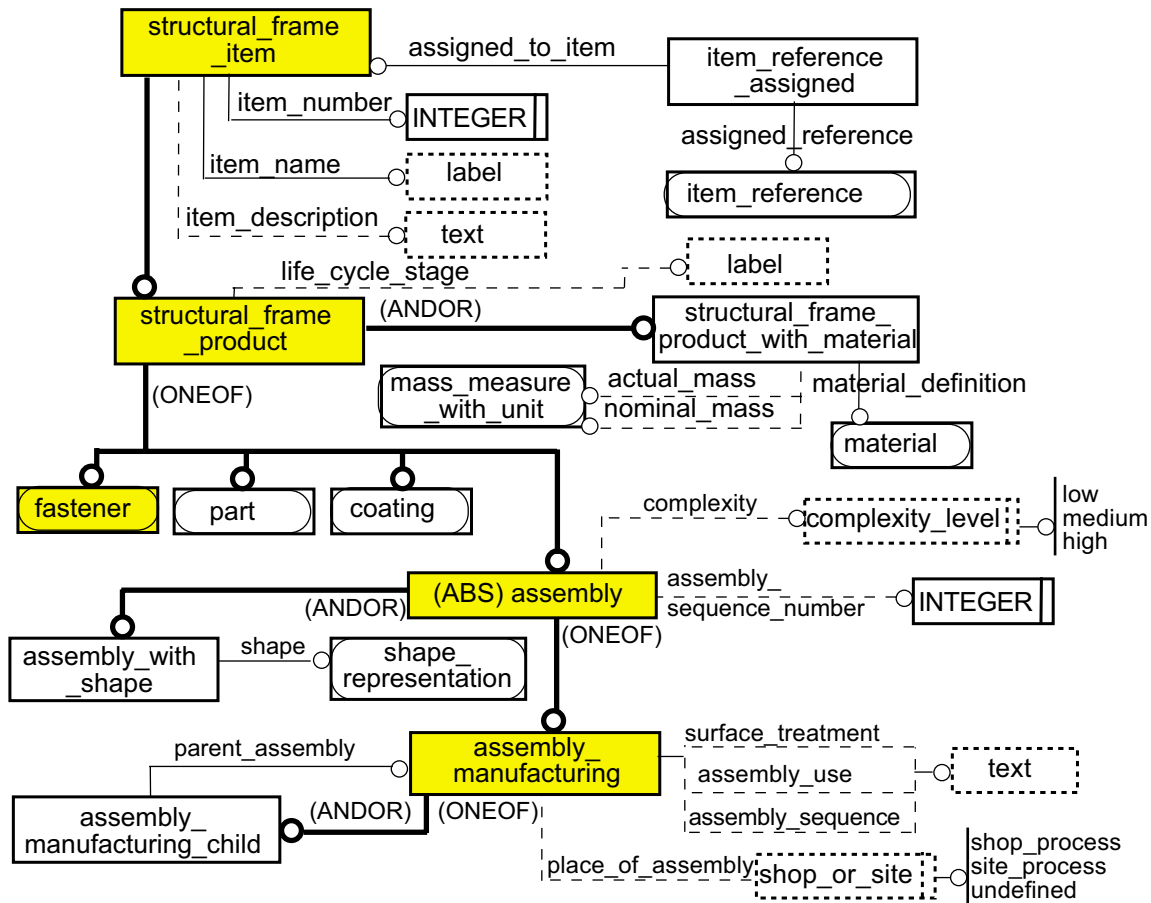 structural_frame
_item
assigned_to_item
item_reference
_assigned
item_number
INTEGER
assigned_reference
item_name
label
item_reference
item_description
text
life_cycle_stage
label
structural_frame
_product
(ANDOR)
structural_frame_
product_with_material
(ONEOF)
mass_measure
_with_unit
actual_mass
nominal_mass
material_definition
material
fastener
part
coating
complexity
complexity_level
low
medium
high
(ABS) assembly
assembly_
sequence_number
INTEGER
(ANDOR)
(ONEOF)
assembly_with
_shape
shape
shape_
representation
parent_assembly
assembly_
manufacturing
surface_treatment
assembly_use
assembly_sequence
text
assembly_
manufacturing_child
(ANDOR)
(ONEOF)
place_of_assembly
shop_or_site
shop_process
site_process
undefined